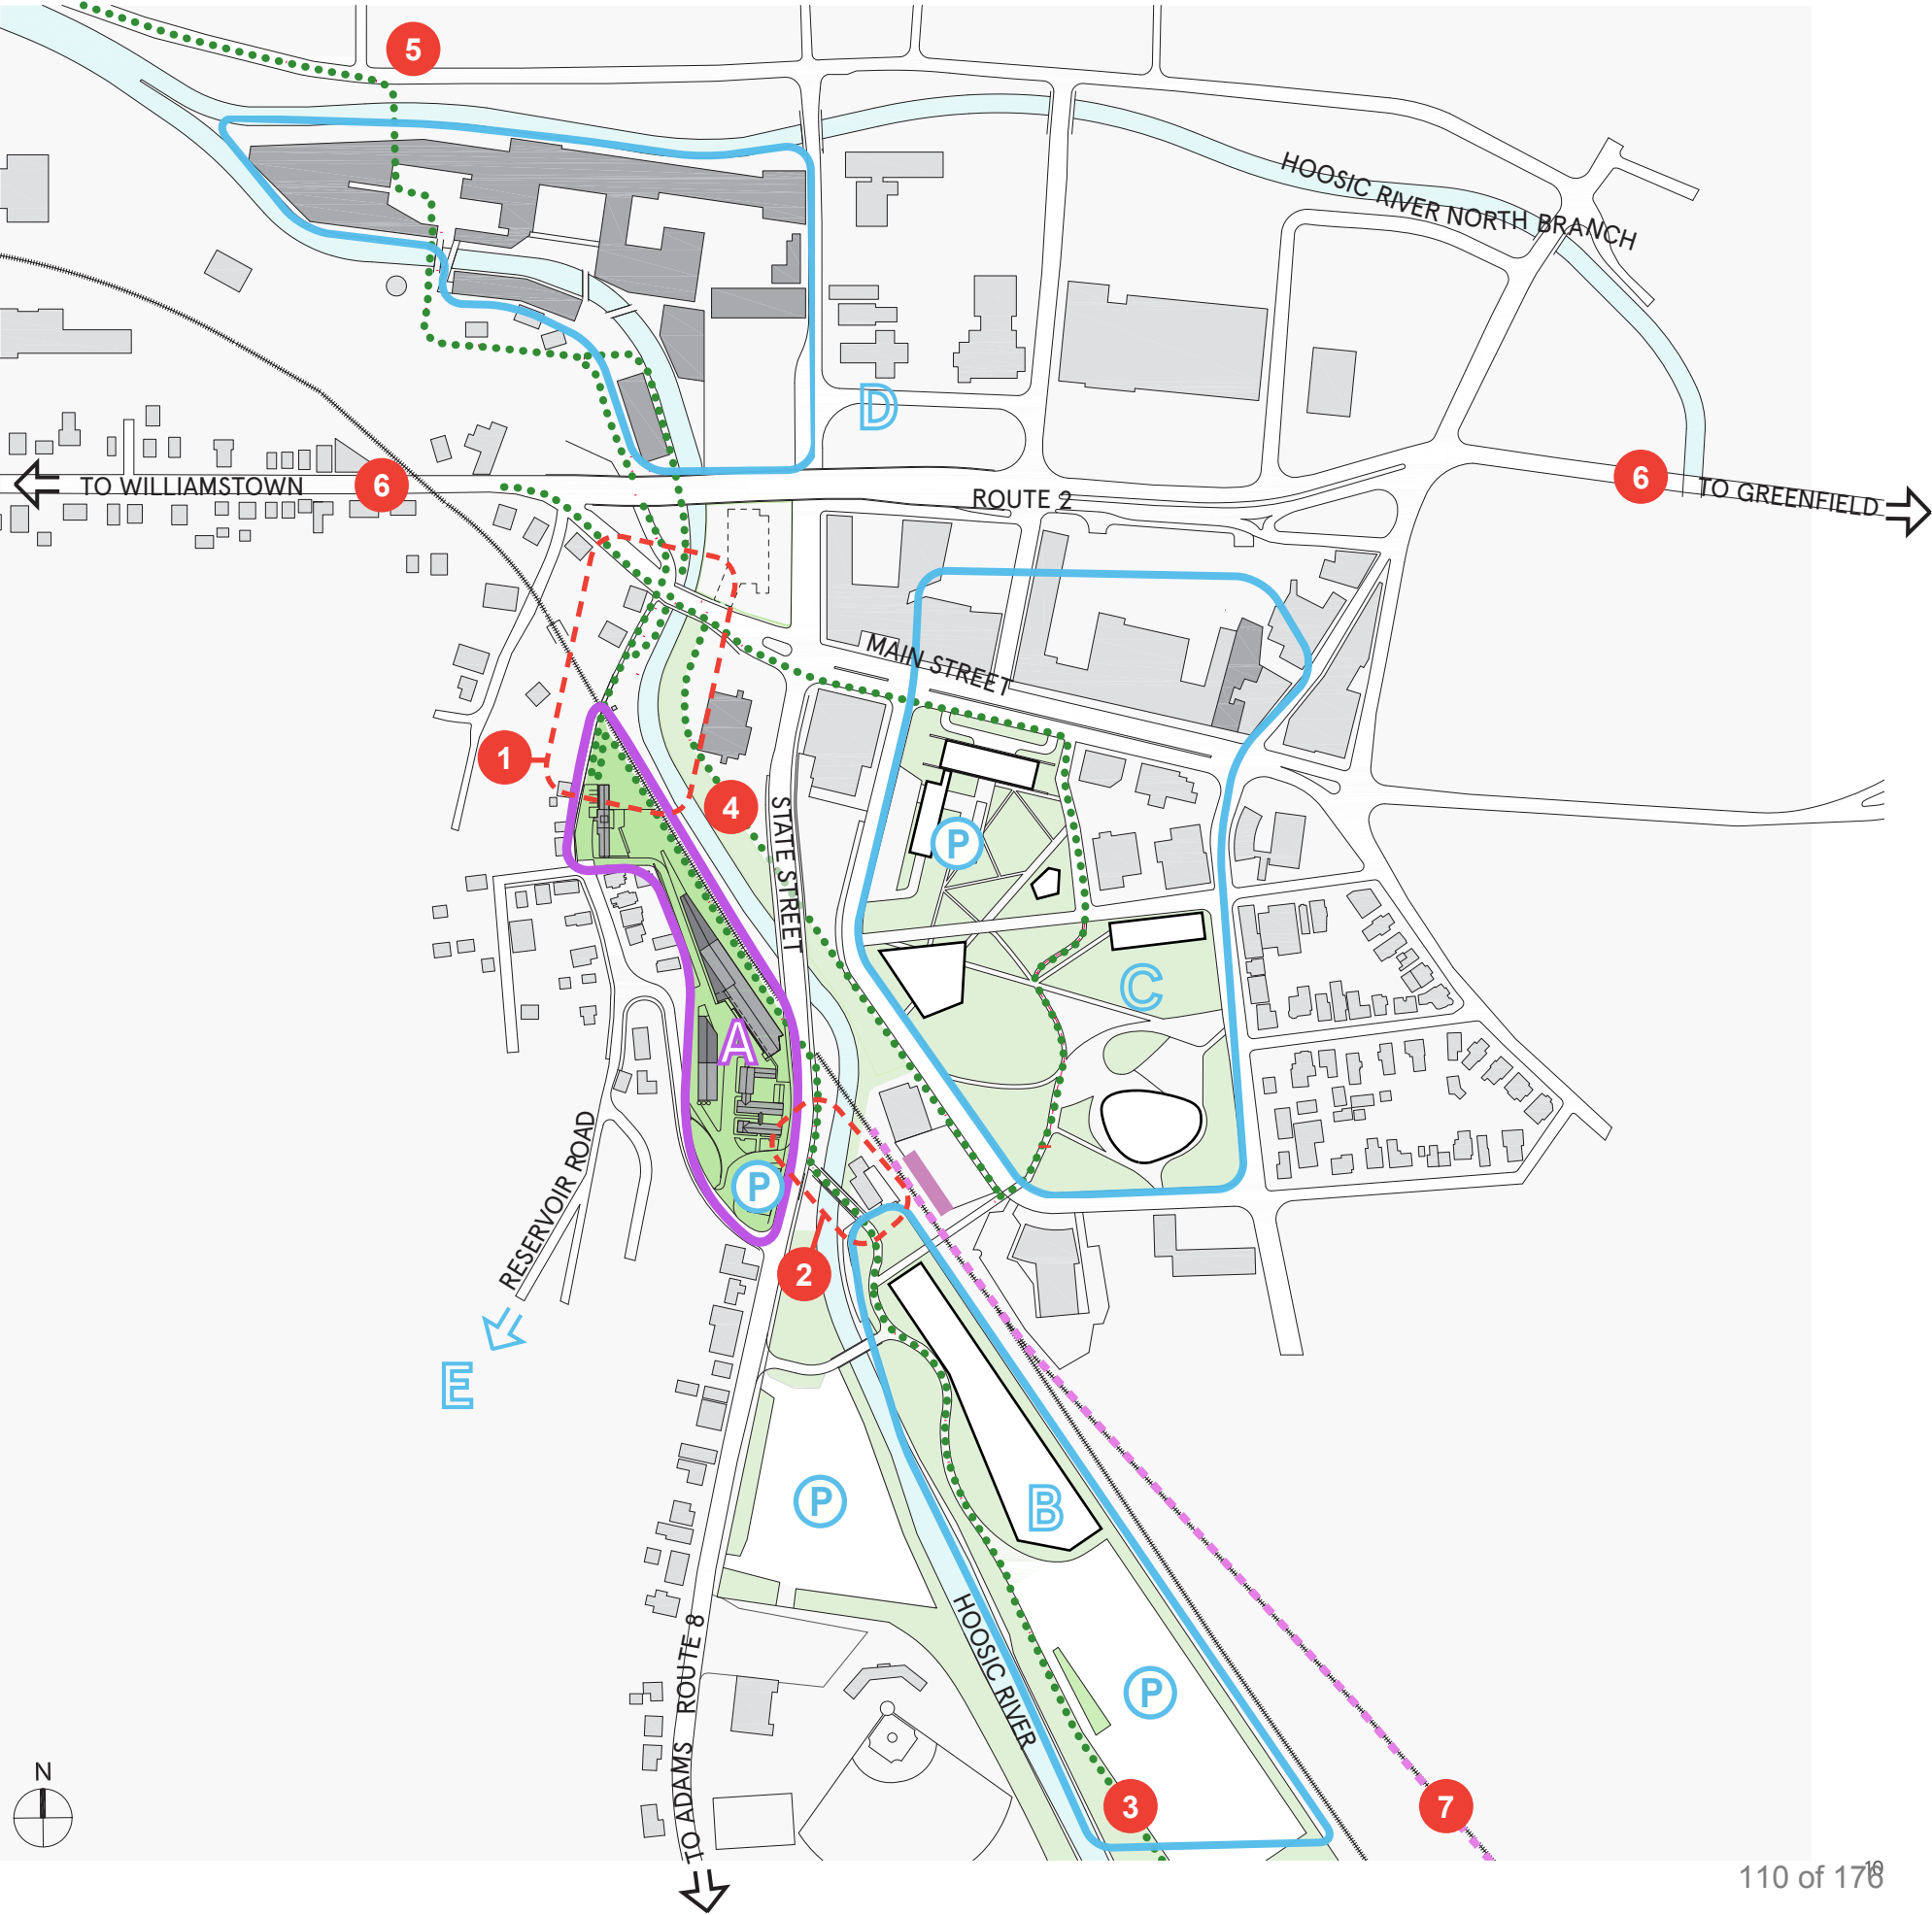 5
HOOSIC RIVER NORTH BRANCH
D
TO WILLIAMSTOWN
6
ROUTE 2
6
TO GREENFIELD
MAIN STREET
1
4
STATE STREET
P
C
A
P
RESERVOIR ROAD
2
E
P
B
HOOSIC RIVER
P
TO ADAMS ROUTE 8
3
7
N
110 of 176
19